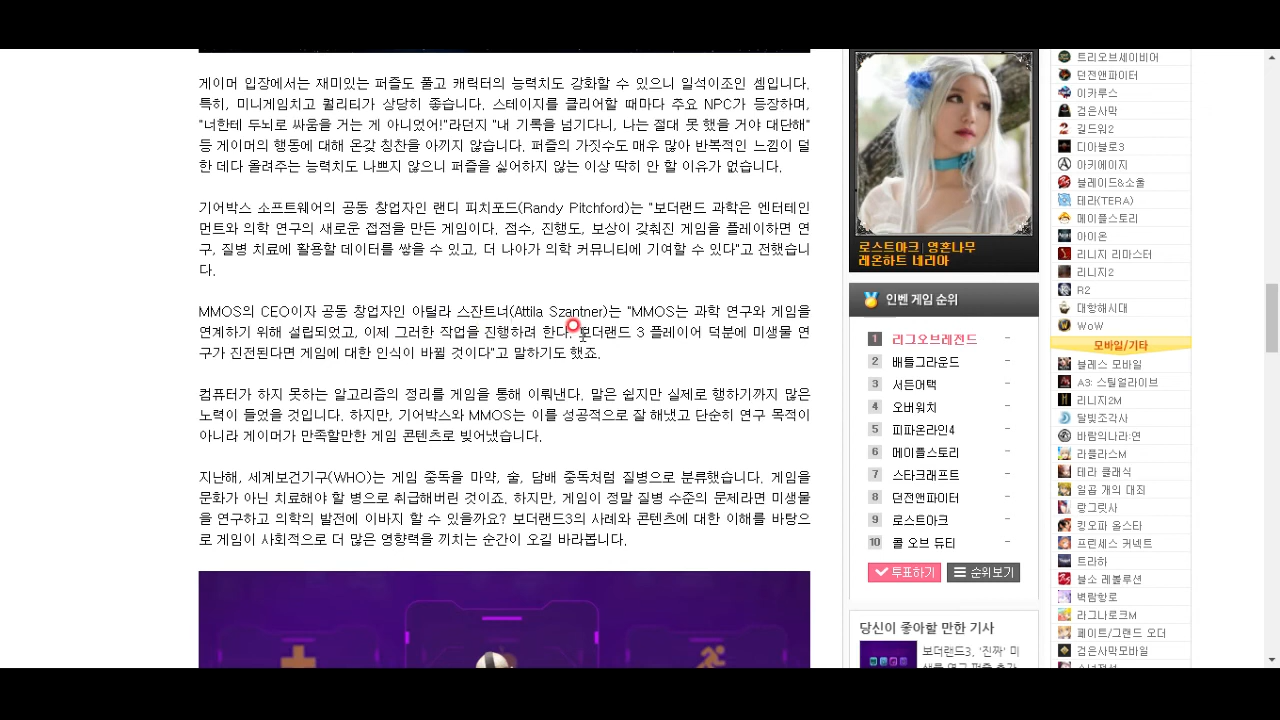 게이머 입장에서는 재미있는 퍼즐도 풀고 캐릭터의 능력치도 강화할 수 있으니 일석이조인 셈입니다.
특히, 미니게임치고 퀄리티가 상당히 좋습니다. 스테이지를 클리어할 때마다 주요 NPC가 등장하며,
"너한테 두뇌로 싸움을 거는 게 아니었어!"라던지 "내 기록을 넘기다니, 나는 절대 못 했을 거야 대단해"
등 게이머의 행동에 대해 온갖 칭찬을 아끼지 않습니다. 퍼즐의 가짓수도 매우 많아 반복적인 느낌이 덜
한 데다 올려주는 능력치도 나쁘지 않으니 퍼즐을 싫어하지 않는 이상 딱히 안 할 이유가 없습니다.
기어박스 소프트웨어의 공동 창업자인 랜디 피치포드(Randy Pitchford)는 "보더랜드 과학은 엔터테인
먼트와 의학 연구의 새로운 접점을 만든 게임이다. 점수, 진행도, 보상이 갖춰진 게임을 플레이하면 연
구, 질병 치료에 활용할 데이터를 쌓을 수 있고, 더 나아가 의학 커뮤니티에 기여할 수 있다"고 전했습니
다.
MMOS의 CEO이자 공동 창업자인 아틸라 스잔트너(Attila Szantner)는 "MMOS는 과학 연구와 게임을
연계하기 위해 설립되었고, 이제 그러한 작업을 진행하려 한다. 보더랜드 3 플레이어 덕분에 미생물 연
구가 진전된다면 게임에 대한 인식이 바뀔 것이다"고 말하기도 했죠.
컴퓨터가 하지 못하는 알고리즘의 정리를 게임을 통해 이뤄낸다. 말은 쉽지만 실제로 행하기까지 많은
노력이 들었을 것입니다. 하지만, 기어박스와 MMOS는 이를 성공적으로 잘 해냈고 단순히 연구 목적이
아니라 게이머가 만족할만한 게임 콘텐츠로 빚어냈습니다.
지난해, 세계보건기구(WHO)는 게임 중독을 마약, 술, 담배 중독처럼 질병으로 분류했습니다. 게임을
문화가 아닌 치료해야 할 병으로 취급해버린 것이죠. 하지만, 게임이 정말 질병 수준의 문제라면 미생물
을 연구하고 의학의 발전에 이바지 할 수 있을까요? 보더랜드3의 사례와 콘텐츠에 대한 이해를 바탕으
로 게임이 사회적으로 더 많은 영향력을 끼치는 순간이 오길 바라봅니다.
로스트아크 영혼나무
레온하트 네리아
인벤 게임 순위
1 리그오브레전드 -
2 배틀그라운드 -
3 서든어택 -
4 오버워치 -
5 피파온라인4 -
6 메이플스토리 -
7 스타크래프트 -
8 던전앤파이터 -
9 로스트아크 -
10 콜 오브 듀티 -
투표하기 순위보기
당신이 좋아할 만한 기사
보더랜드3, '진짜' 미
생물 연구 퍼즐 추가
트리오브세이비어
던전앤파이터
이카루스
검은사막
길드워2
디아블로3
아키에이지
블레이드&소울
테라(TERA)
메이플스토리
아이온
리니지 리마스터
리니지2
R2
대항해시대
WoW
모바일/기타
블레스 모바일
A3: 스틸얼라이브
리니지2M
달빛조각사
바람의나라:연
라플라스M
테라 클래식
일곱 개의 대죄
랑그릿사
킹오파 올스타
프린세스 커넥트
트라하
블소 레볼루션
벽람항로
라그나로크M
페이트/그랜드 오더
검은사막모바일